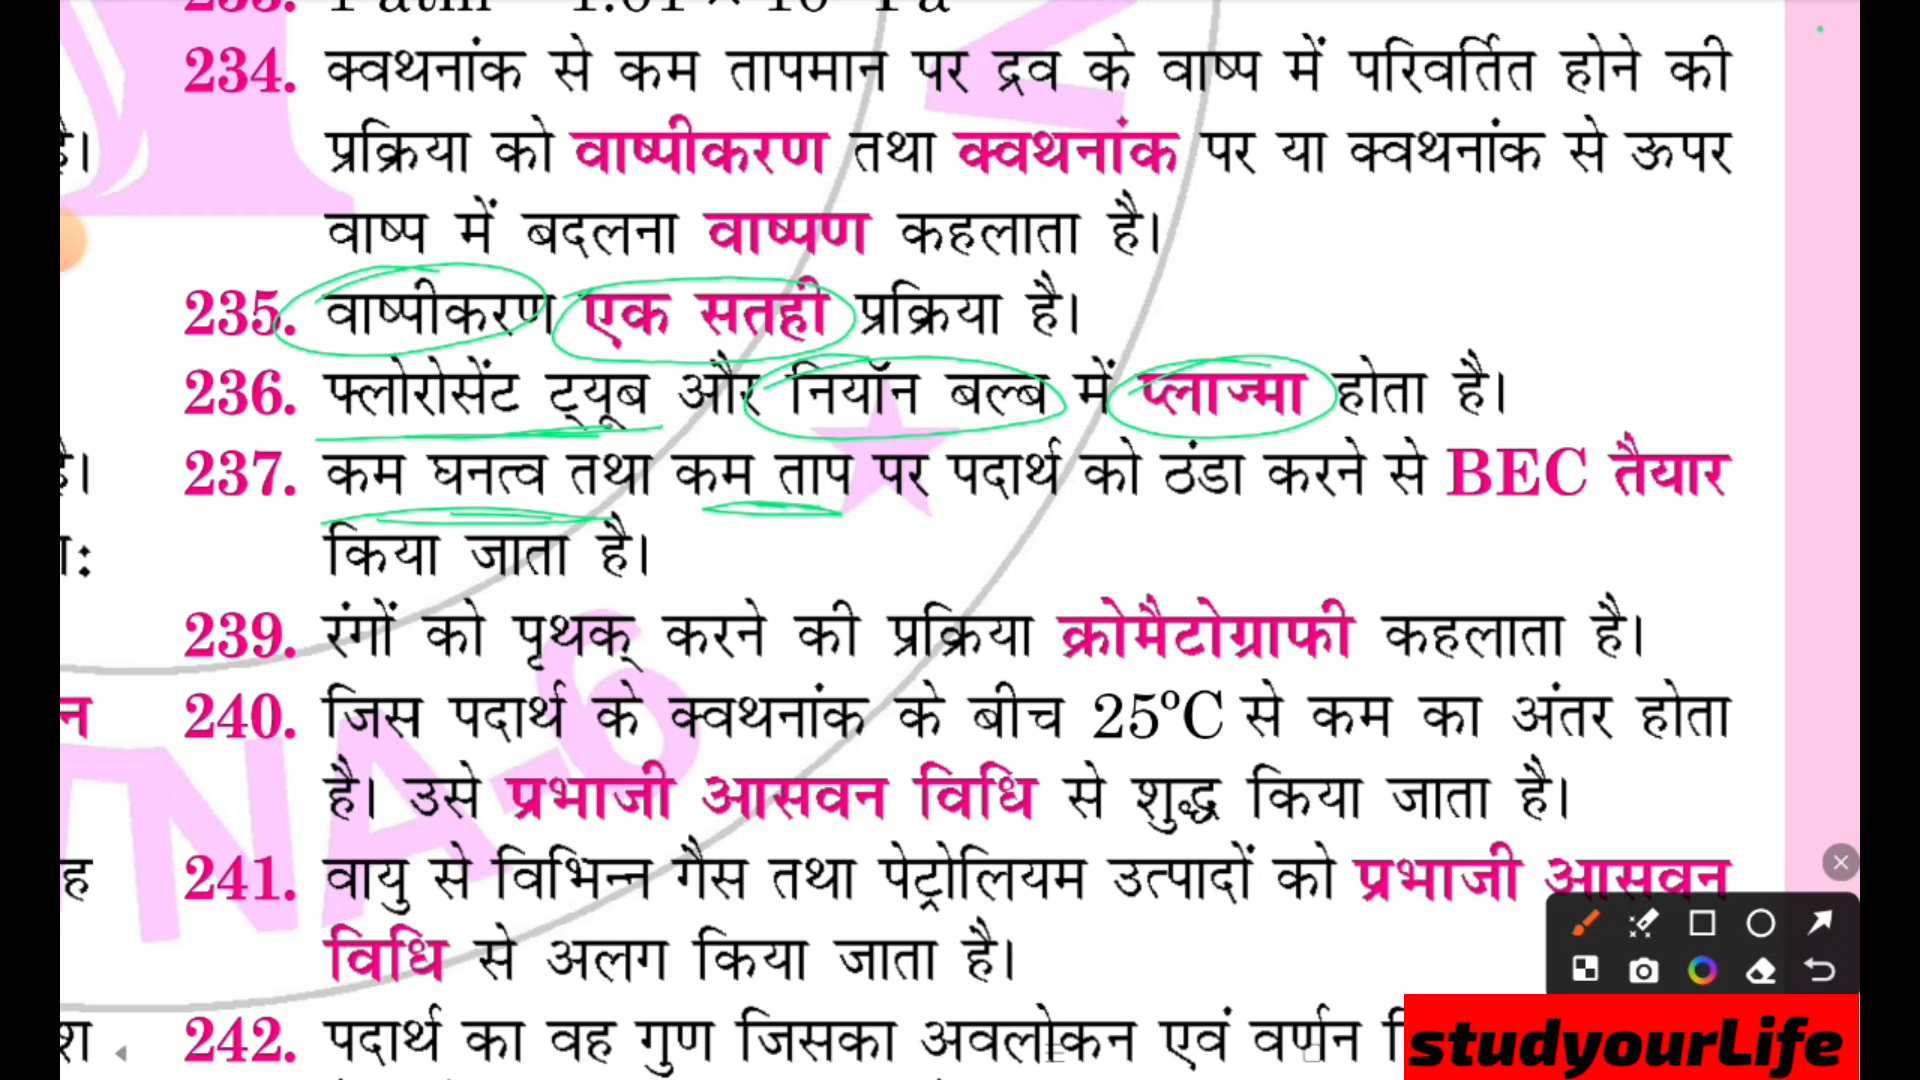 234. क्वथनांक से कम तापमान पर द्रव के वाष्प में परिवर्तित होने की
प्रक्रिया को वाष्पीकरण तथा क्वथनांक पर या क्वथनांक से ऊपर
वाष्प में बदलना वाष्पण कहलाता है।
235. वाष्पीकरण एक सतही प्रक्रिया है।
236. फ्लोरोसेंट ट्यूब और नियॉन बल्ब में प्लाज्मा होता है।
237. कम घनत्व तथा कम ताप पर पदार्थ को ठंडा करने से BEC तैयार
किया जाता है।
239. रंगों को पृथक् करने की प्रक्रिया क्रोमैटोग्राफी कहलाता है।
240. जिस पदार्थ के क्वथनांक के बीच 25ºC से कम का अंतर होता
है। उसे प्रभाजी आसवन विधि से शुद्ध किया जाता है।
241. वायु से विभिन्न गैस तथा पेट्रोलियम उत्पादों को प्रभाजी आसवन
विधि से अलग किया जाता है।
242. पदार्थ का वह गुण जिसका अवलोकन एवं वर्णन
studyourLife